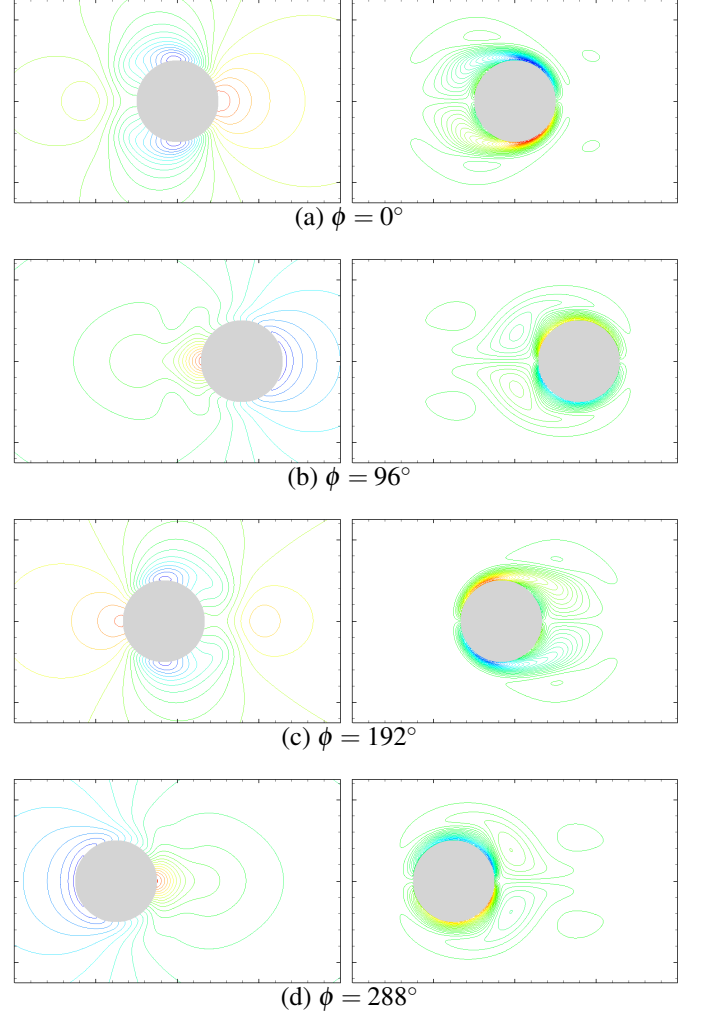 (a) ϕ = 0°
(b) ϕ = 96°
(c) ϕ = 192°
(d) ϕ = 288°